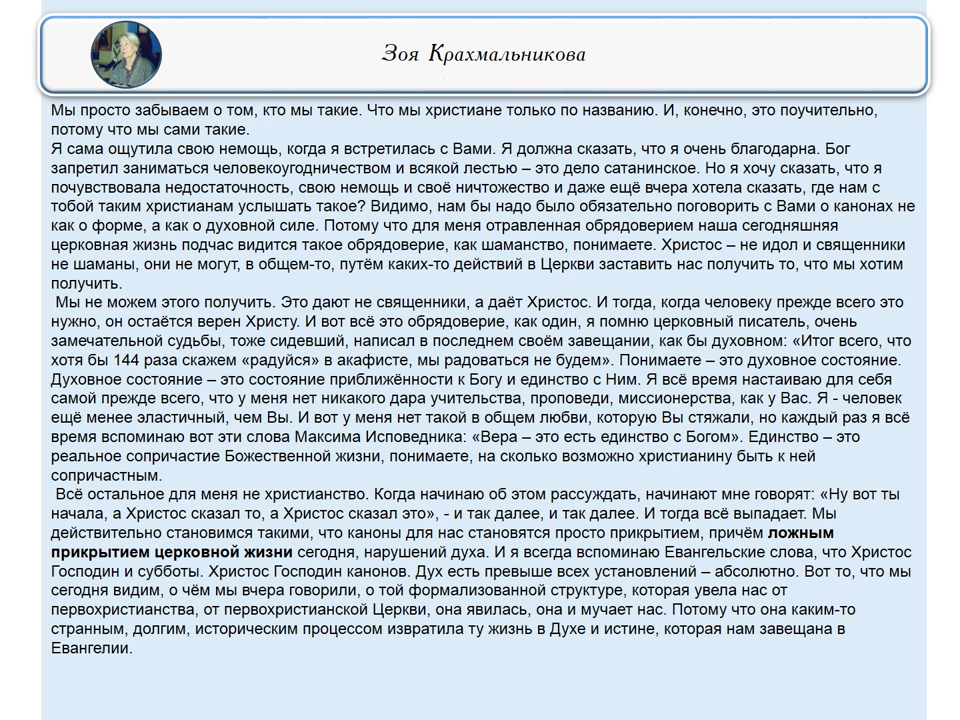 Зоя Крахмальникова
Мы просто забываем о том, кто мы такие. Что мы христиане только по названию. И, конечно, это поучительно,
потому что мы сами такие.
Я сама ощутила свою немощь, когда я встретилась с Вами. Я должна сказать, что я очень благодарна. Бог
запретил заниматься человекоугодничеством и всякой лестью – это дело сатанинское. Но я хочу сказать, что я
почувствовала недостаточность, свою немощь и своё ничтожество и даже ещё вчера хотела сказать, где нам с
тобой таким христианам услышать такое? Видимо, нам бы надо было обязательно поговорить с Вами о канонах не
как о форме, а как о духовной силе. Потому что для меня отравленная обрядоверием наша сегодняшняя
церковная жизнь подчас видится такое обрядоверие, как шаманство, понимаете. Христос – не идол и священники
не шаманы, они не могут, в общем-то, путём каких-то действий в Церкви заставить нас получить то, что мы хотим
получить.
Мы не можем этого получить. Это дают не священники, а даёт Христос. И тогда, когда человеку прежде всего это
нужно, он остаётся верен Христу. И вот всё это обрядоверие, как один, я помню церковный писатель, очень
замечательной судьбы, тоже сидевший, написал в последнем своём завещании, как бы духовном: «Итог всего, что
хотя бы 144 раза скажем «радуйся» в акафисте, мы радоваться не будем». Понимаете – это духовное состояние.
Духовное состояние – это состояние приближённости к Богу и единство с Ним. Я всё время настаиваю для себя
самой прежде всего, что у меня нет никакого дара учительства, проповеди, миссионерства, как у Вас. Я - человек
ещё менее эластичный, чем Вы. И вот у меня нет такой в общем любви, которую Вы стяжали, но каждый раз я всё
время вспоминаю вот эти слова Максима Исповедника: «Вера – это есть единство с Богом». Единство – это
реальное сопричастие Божественной жизни, понимаете, на сколько возможно христианину быть к ней
сопричастным.
Всё остальное для меня не христианство. Когда начинаю об этом рассуждать, начинают мне говорят: «Ну вот ты
начала, а Христос сказал то, а Христос сказал это», - и так далее, и так далее. И тогда всё выпадает. Мы
действительно становимся такими, что каноны для нас становятся просто прикрытием, причём ложным
прикрытием церковной жизни сегодня, нарушений духа. И я всегда вспоминаю Евангельские слова, что Христос
Господин и субботы. Христос Господин канонов. Дух есть превыше всех установлений – абсолютно. Вот то, что мы
сегодня видим, о чём мы вчера говорили, о той формализованной структуре, которая увела нас от
первохристианства, от первохристианской Церкви, она явилась, она и мучает нас. Потому что она каким-то
странным, долгим, историческим процессом извратила ту жизнь в Духе и истине, которая нам завещана в
Евангелии.